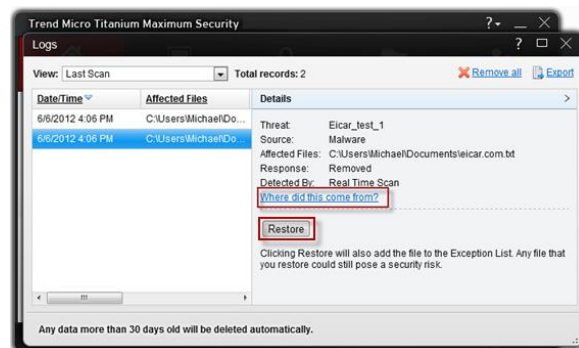 Trend Micro Titanium Maximum Security
Logs
View: Last Scan Total records: 2 Remove all Export
Date/Time Affected Files Details
6/6/2012 4:06 PM C:\Users\Michael\Do...
6/6/2012 4:06 PM C:\Users\Michael\Do...
Threat: Eicar_test_1
Source: Malware
Affected Files: C:\Users\Michael\Documents\eicar.com.txt
Response: Removed
Detected By: Real Time Scan
Where did this come from?
Restore
Clicking Restore will also add the file to the Exception List. Any file that
you restore could still pose a security risk.
Any data more than 30 days old will be deleted automatically.